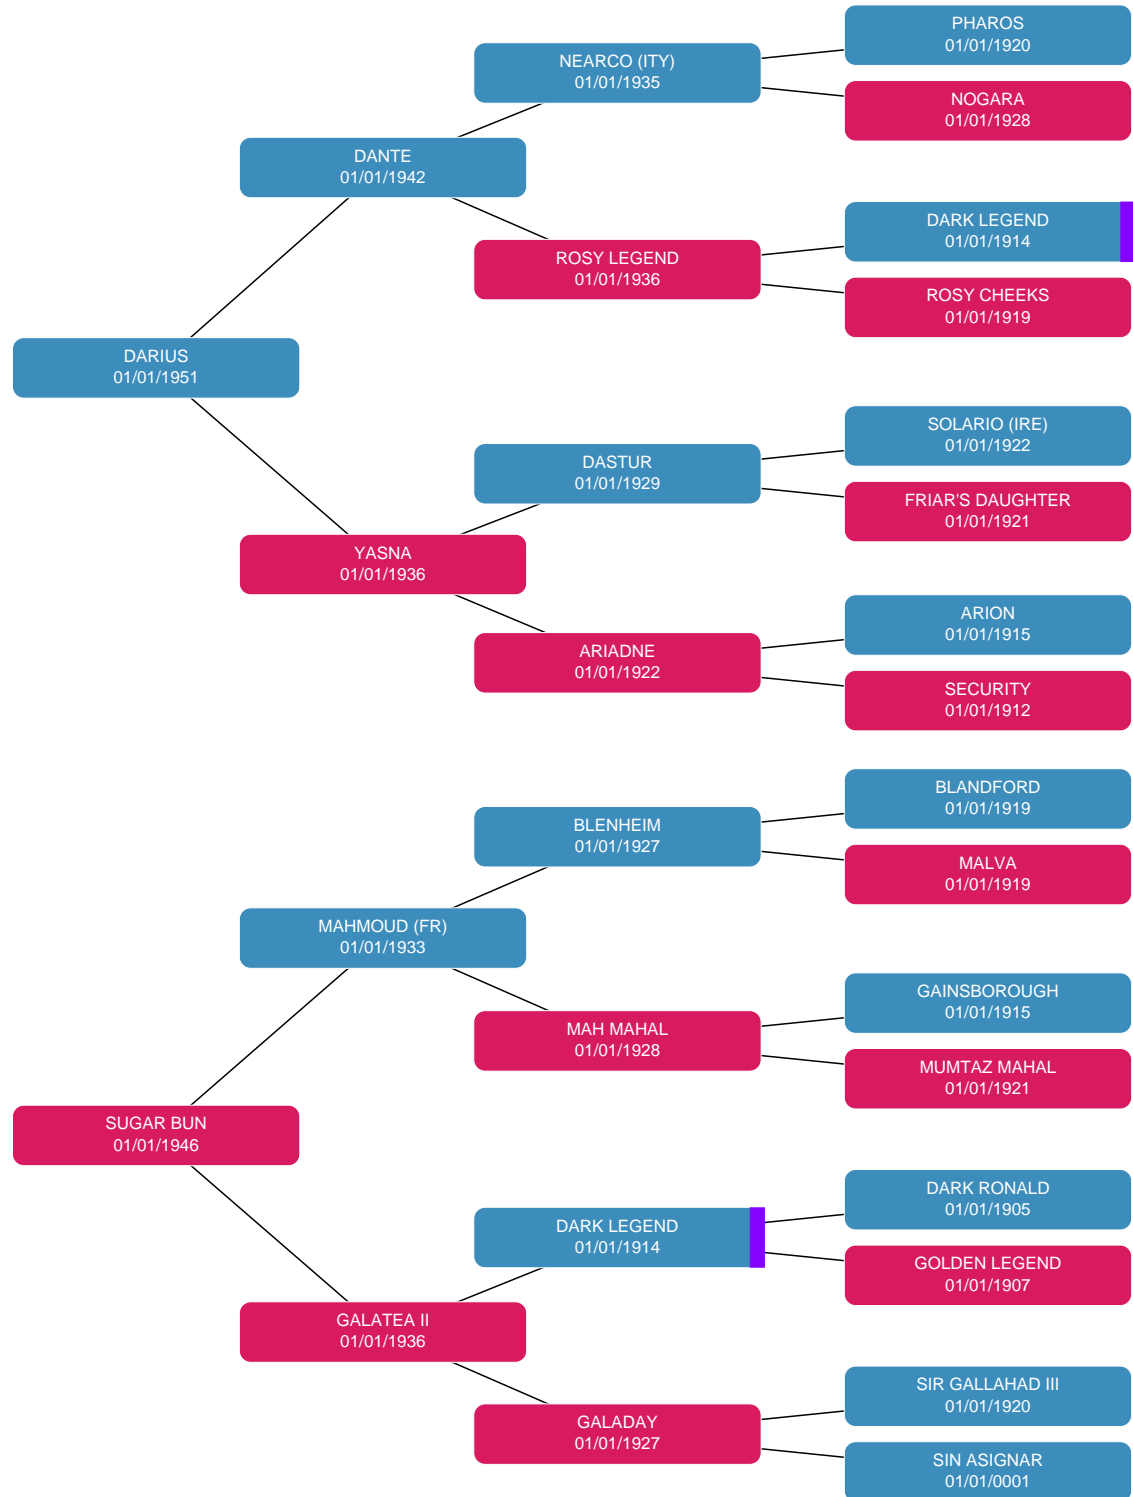 PHAROS
01/01/1920
NEARCO (ITY)
01/01/1935
NOGARA
01/01/1928
DANTE
01/01/1942
DARK LEGEND
01/01/1914
ROSY LEGEND
01/01/1936
ROSY CHEEKS
01/01/1919
DARIUS
01/01/1951
SOLARIO (IRE)
01/01/1922
DASTUR
01/01/1929
FRIAR'S DAUGHTER
01/01/1921
YASNA
01/01/1936
ARION
01/01/1915
ARIADNE
01/01/1922
SECURITY
01/01/1912
BLANDFORD
01/01/1919
BLENHEIM
01/01/1927
MALVA
01/01/1919
MAHMOUD (FR)
01/01/1933
GAINSBOROUGH
01/01/1915
MAH MAHAL
01/01/1928
MUMTAZ MAHAL
01/01/1921
SUGAR BUN
01/01/1946
DARK RONALD
01/01/1905
DARK LEGEND
01/01/1914
GOLDEN LEGEND
01/01/1907
GALATEA II
01/01/1936
SIR GALLAHAD III
01/01/1920
GALADAY
01/01/1927
SIN ASIGNAR
01/01/0001